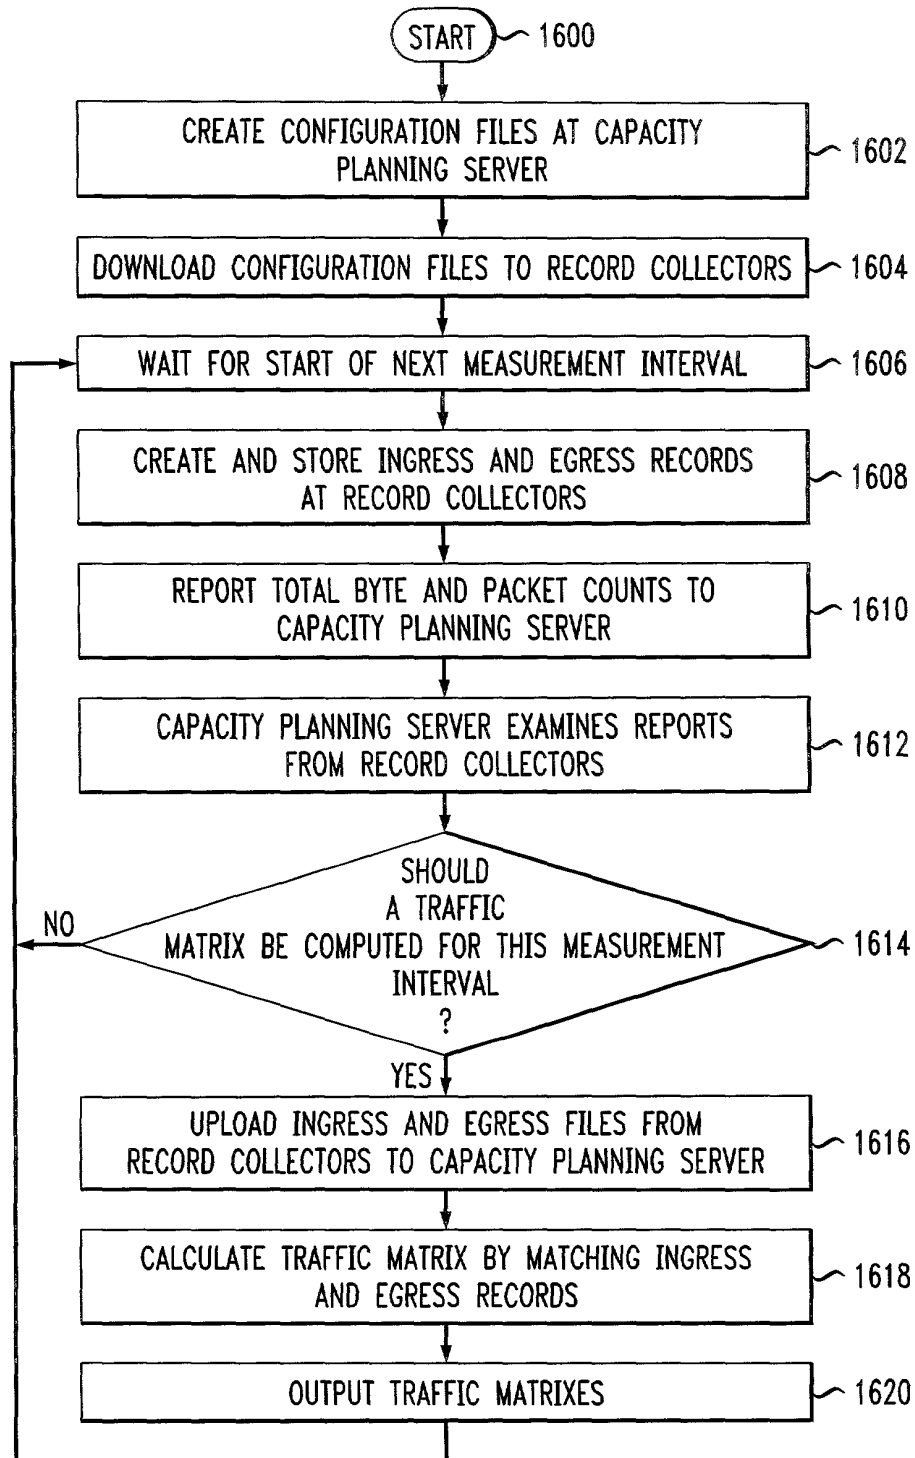 START
1600
CREATE CONFIGURATION FILES AT CAPACITY
PLANNING SERVER
1602
DOWNLOAD CONFIGURATION FILES TO RECORD COLLECTORS
1604
WAIT FOR START OF NEXT MEASUREMENT INTERVAL
1606
CREATE AND STORE INGRESS AND EGRESS RECORDS
AT RECORD COLLECTORS
1608
REPORT TOTAL BYTE AND PACKET COUNTS TO
CAPACITY PLANNING SERVER
1610
CAPACITY PLANNING SERVER EXAMINES REPORTS
FROM RECORD COLLECTORS
1612
SHOULD
A TRAFFIC
MATRIX BE COMPUTED FOR THIS MEASUREMENT
INTERVAL
?
1614
NO
YES
UPLOAD INGRESS AND EGRESS FILES FROM
RECORD COLLECTORS TO CAPACITY PLANNING SERVER
1616
CALCULATE TRAFFIC MATRIX BY MATCHING INGRESS
AND EGRESS RECORDS
1618
OUTPUT TRAFFIC MATRIXES
1620